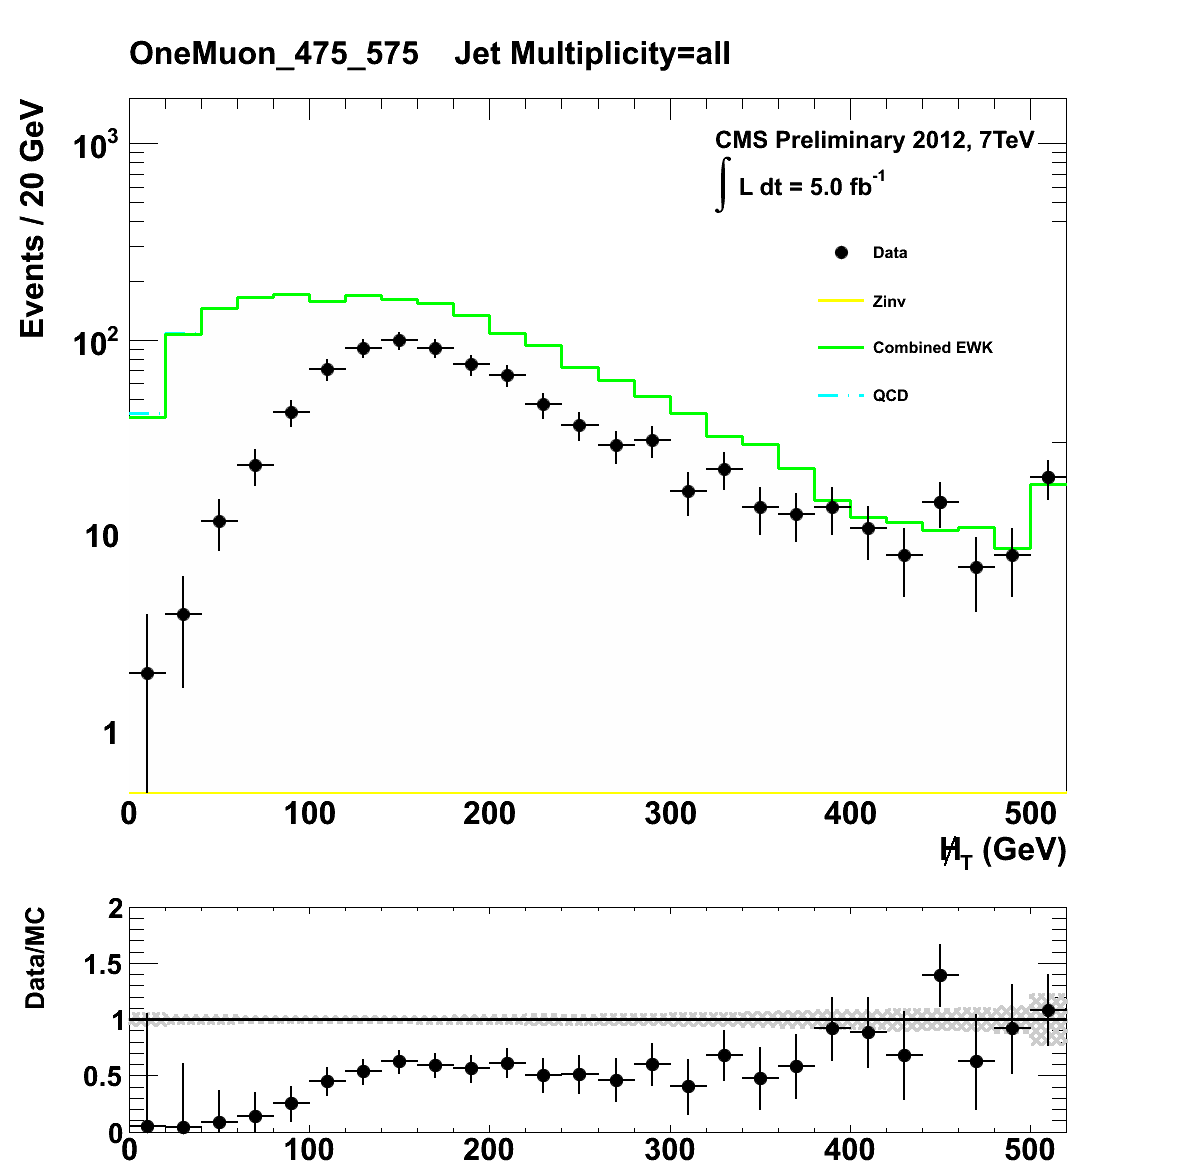 OneMuon_475_575 Jet Multiplicity=all
Events / 20 GeV
10³
10²
10
1
CMS Preliminary 2012, 7TeV
∫ L dt = 5.0 fb⁻¹
Data
Zinv
Combined EWK
QCD
0 100 200 300 400 500
H̸T (GeV)
Data/MC
2
1.5
1
0.5
0
0 100 200 300 400 500